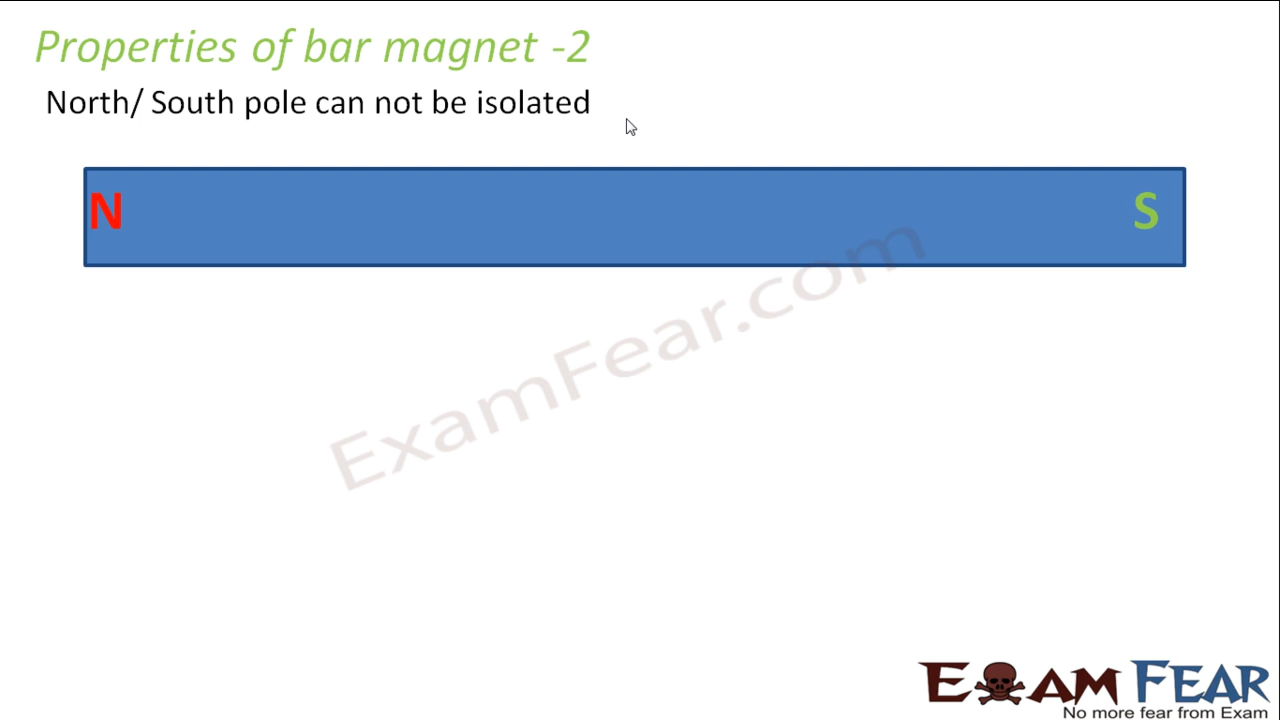 Properties of bar magnet -2
North/ South pole can not be isolated
N S
ExamFear.com
EXAM FEAR
No more fear from Exam